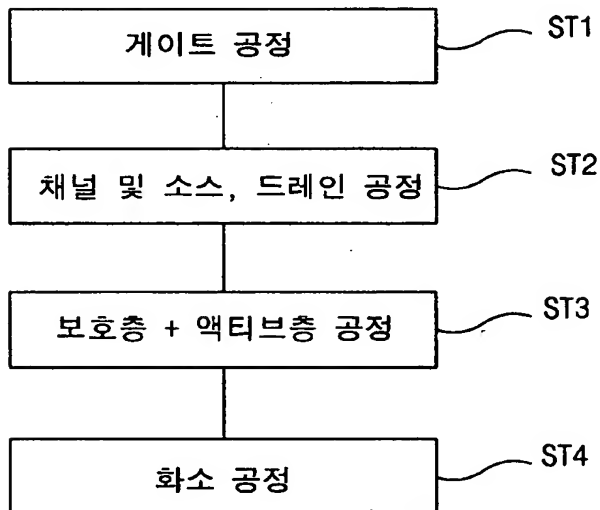 게이트 공정 ST1
채널 및 소스, 드레인 공정 ST2
보호층 + 액티브층 공정 ST3
화소 공정 ST4